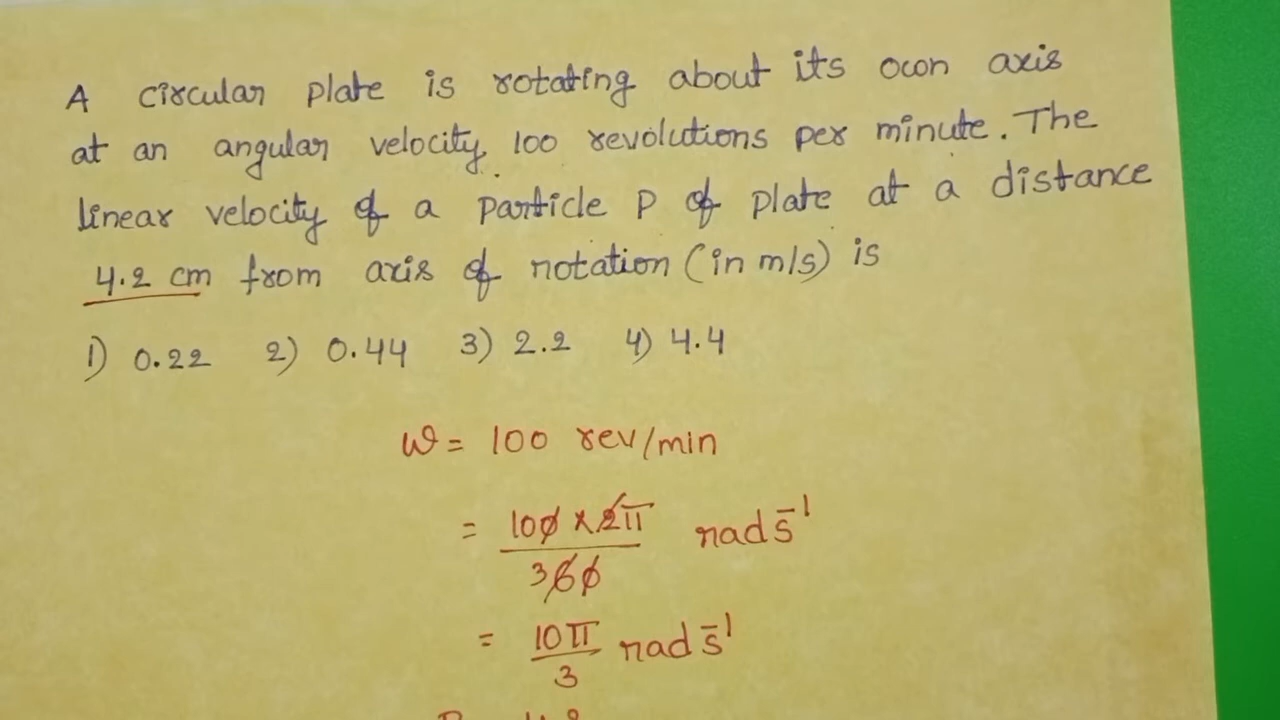 A circular plate is rotating about its own axis
at an angular velocity 100 revolutions per minute. The
linear velocity of a particle P of plate at a distance
4.2 cm from axis of rotation (in m/s) is
1) 0.22 2) 0.44 3) 2.2 4) 4.4
ω = 100 rev/min
= 100 × 2π / 3 60 rad s⁻¹
= 10π / 3 rad s⁻¹